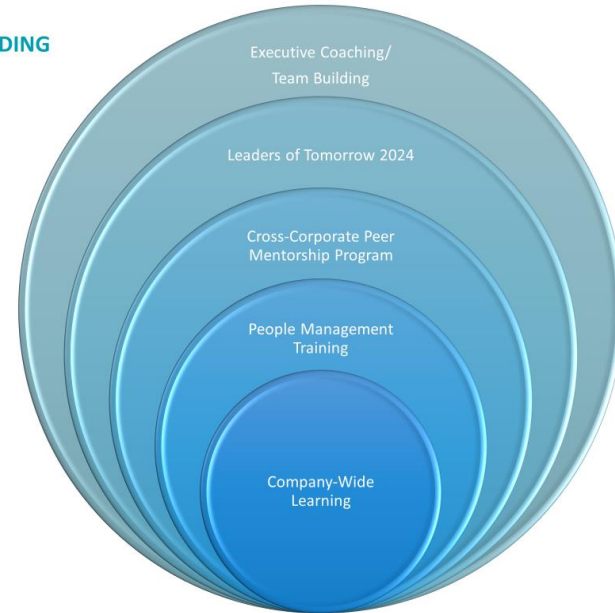 DING
Executive Coaching/
Team Building
Leaders of Tomorrow 2024
Cross-Corporate Peer
Mentorship Program
People Management
Training
Company-Wide
Learning